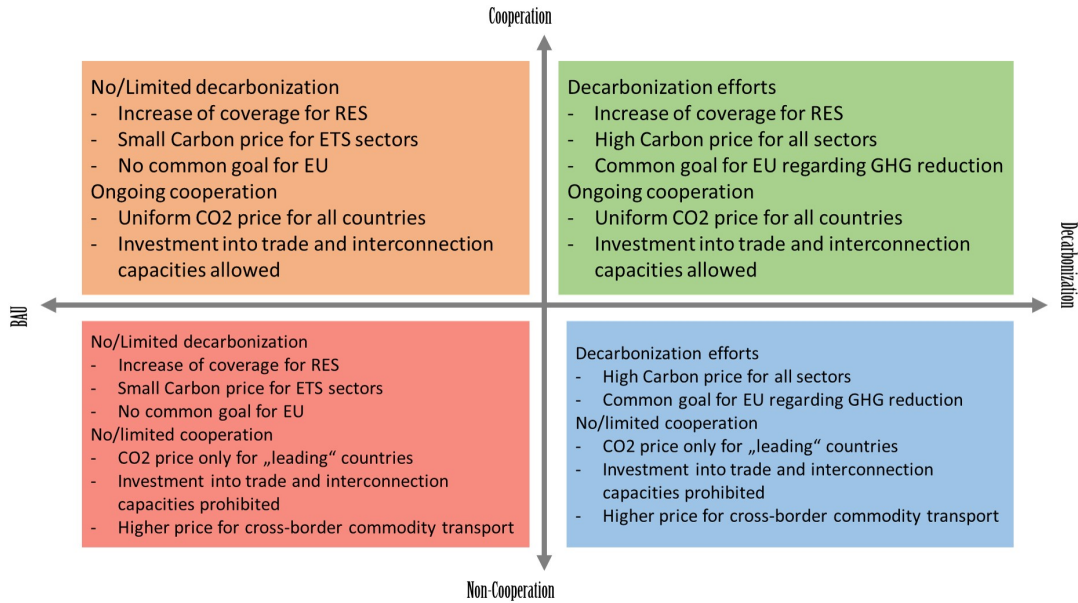 Cooperation
No/Limited decarbonization
- Increase of coverage for RES
- Small Carbon price for ETS sectors
- No common goal for EU
Ongoing cooperation
- Uniform CO2 price for all countries
- Investment into trade and interconnection
capacities allowed
Decarbonization efforts
- Increase of coverage for RES
- High Carbon price for all sectors
- Common goal for EU regarding GHG reduction
Ongoing cooperation
- Uniform CO2 price for all countries
- Investment into trade and interconnection
capacities allowed
Decarbonization
BAU
No/Limited decarbonization
- Increase of coverage for RES
- Small Carbon price for ETS sectors
- No common goal for EU
No/limited cooperation
- CO2 price only for „leading“ countries
- Investment into trade and interconnection
capacities prohibited
- Higher price for cross-border commodity transport
Decarbonization efforts
- High Carbon price for all sectors
- Common goal for EU regarding GHG reduction
No/limited cooperation
- CO2 price only for „leading“ countries
- Investment into trade and interconnection
capacities prohibited
- Higher price for cross-border commodity transport
Non-Cooperation